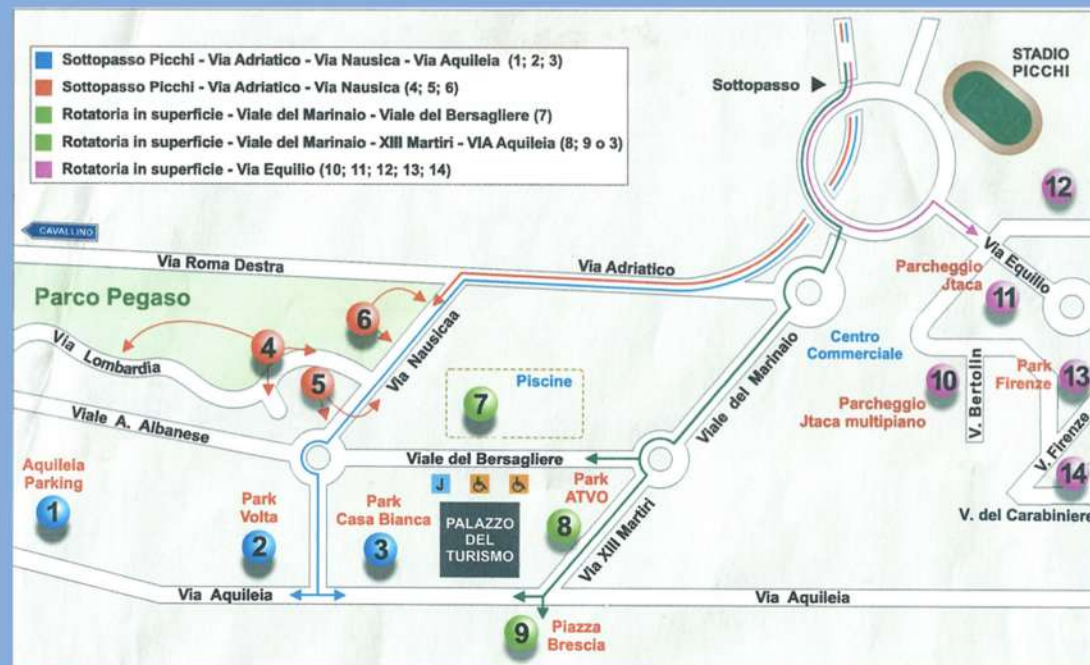 Sottopasso Picchi - Via Adriatico - Via Nausica - Via Aquileia (1; 2; 3)
Sottopasso Picchi - Via Adriatico - Via Nausica (4; 5; 6)
Rotatoria in superficie - Viale del Marinaio - Viale del Bersagliere (7)
Rotatoria in superficie - Viale del Marinaio - XIII Martiri - VIA Aquileia (8; 9 o 3)
Rotatoria in superficie - Via Equilio (10; 11; 12; 13; 14)
STADIO
PICCHI
Sottopasso
12
CAVALLINO
Via Roma Destra
Via Adriatico
Via Equilio
Parcheggio
Jtaca
11
Parco Pegaso
6
4
5
Via Lombardia
Via Nausicaa
Viale A. Albanese
Piscine
7
Viale del Marinaio
Centro
Commerciale
10
Parcheggio
Jtaca multipiano
V. Bertolin
Park
Firenze
13
V. Firenze
14
V. del Carabiniere
Viale del Bersagliere
Aquileia
Parking
1
Park
Volta
2
Park
Casa Bianca
3
J
PALAZZO
DEL
TURISMO
Park
ATVO
8
Via XIII Martiri
Via Aquileia
Via Aquileia
9
Piazza
Brescia